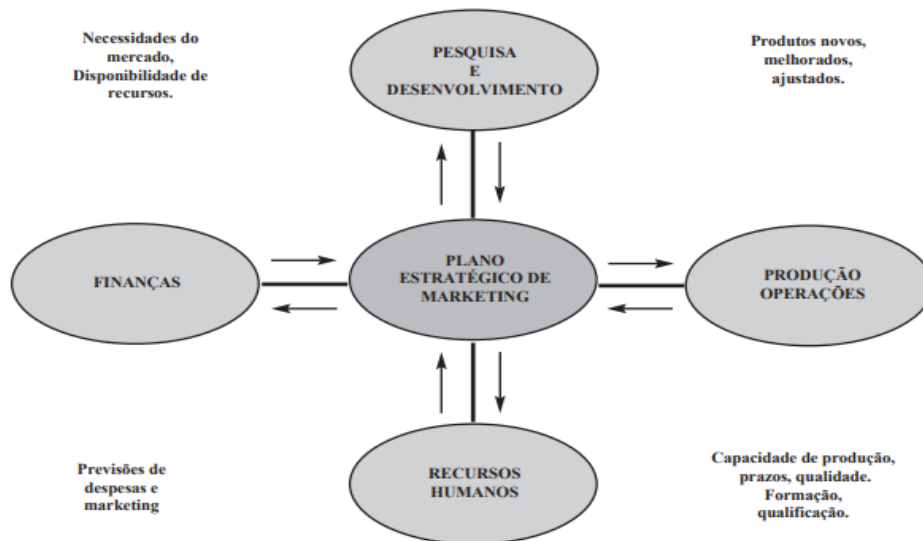 Necessidades do
mercado,
Disponibilidade de
recursos.
PESQUISA
E
DESENVOLVIMENTO
Produtos novos,
melhorados,
ajustados.
FINANÇAS
PLANO
ESTRATÉGICO DE
MARKETING
PRODUÇÃO
OPERAÇÕES
Previsões de
despesas e
marketing
RECURSOS
HUMANOS
Capacidade de produção,
prazos, qualidade.
Formação,
qualificação.